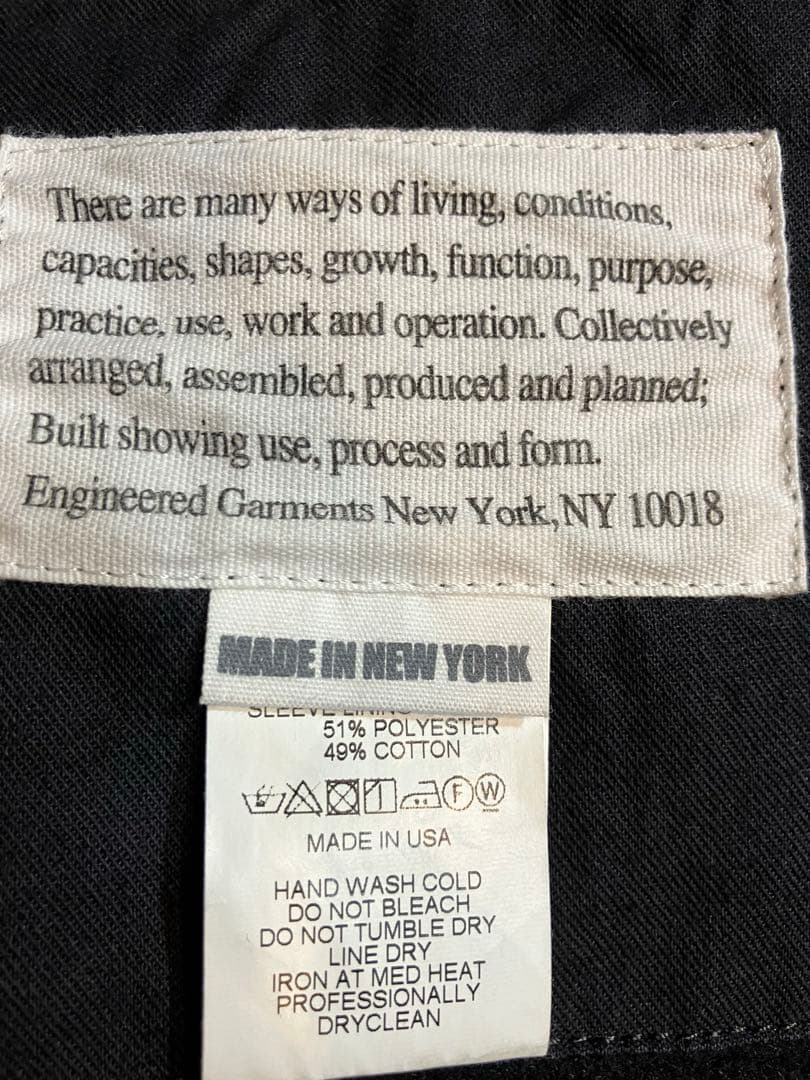 There are many ways of living, conditions,
capacities, shapes, growth, function, purpose,
practice, use, work and operation. Collectively
arranged, assembled, produced and planned;
Built showing use, process and form.
Engineered Garments New York, NY 10018
MADE IN NEW YORK
SLEEVE LINING
51% POLYESTER
49% COTTON
F W
MADE IN USA
HAND WASH COLD
DO NOT BLEACH
DO NOT TUMBLE DRY
LINE DRY
IRON AT MED HEAT
PROFESSIONALLY
DRYCLEAN